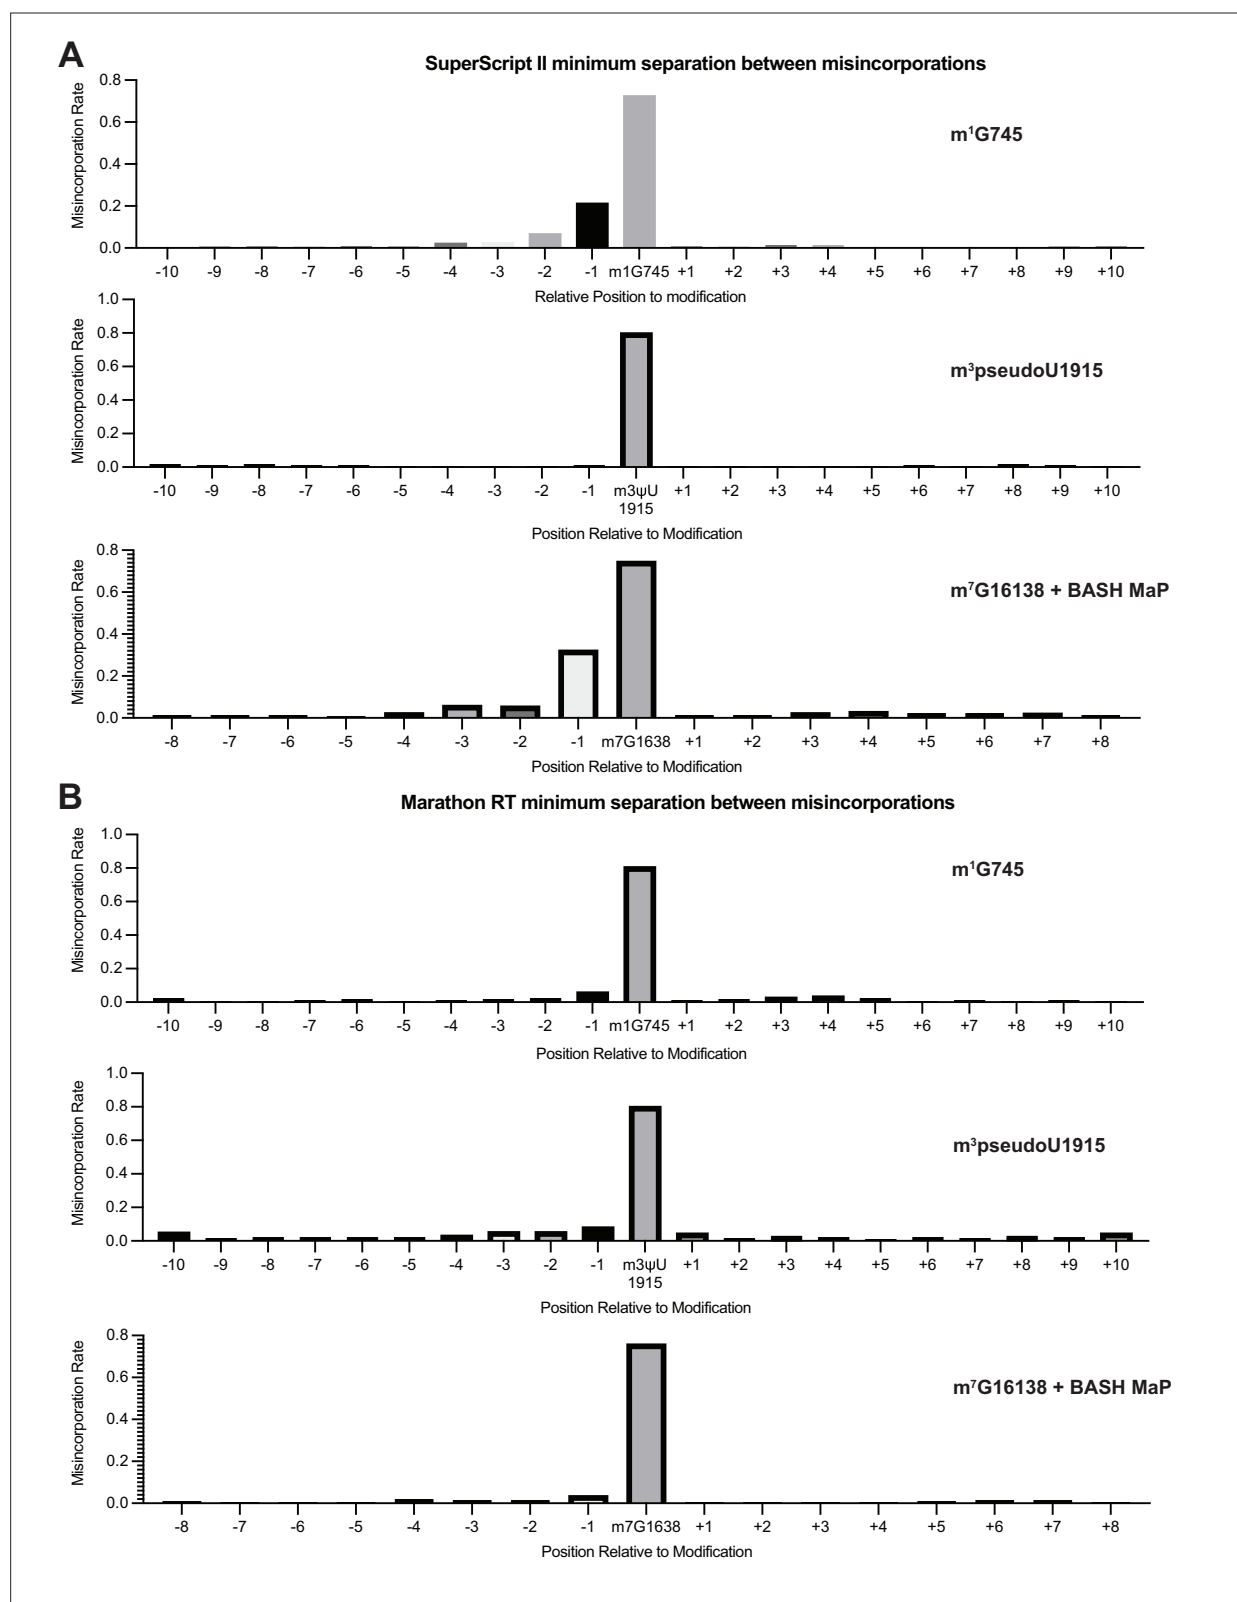 A
SuperScript II minimum separation between misincorporations
Misincorporation Rate
0.8
0.6
0.4
0.2
0.0
m¹G745
-10 -9 -8 -7 -6 -5 -4 -3 -2 -1 m1G745 +1 +2 +3 +4 +5 +6 +7 +8 +9 +10
Relative Position to modification
Misincorporation Rate
1.0
0.8
0.6
0.4
0.2
0.0
m³pseudoU1915
-10 -9 -8 -7 -6 -5 -4 -3 -2 -1 m3ψU +1 +2 +3 +4 +5 +6 +7 +8 +9 +10
1915
Position Relative to Modification
Misincorporation Rate
0.8
0.6
0.4
0.2
0.0
m⁷G16138 + BASH MaP
-8 -7 -6 -5 -4 -3 -2 -1 m7G1638 +1 +2 +3 +4 +5 +6 +7 +8
Position Relative to Modification
B
Marathon RT minimum separation between misincorporations
Misincorporation Rate
1.0
0.8
0.6
0.4
0.2
0.0
m¹G745
-10 -9 -8 -7 -6 -5 -4 -3 -2 -1 m1G745 +1 +2 +3 +4 +5 +6 +7 +8 +9 +10
Position Relative to Modification
Misincorporation Rate
1.0
0.8
0.6
0.4
0.2
0.0
m³pseudoU1915
-10 -9 -8 -7 -6 -5 -4 -3 -2 -1 m3ψU +1 +2 +3 +4 +5 +6 +7 +8 +9 +10
1915
Position Relative to Modification
Misincorporation Rate
0.8
0.6
0.4
0.2
0.0
m⁷G16138 + BASH MaP
-8 -7 -6 -5 -4 -3 -2 -1 m7G1638 +1 +2 +3 +4 +5 +6 +7 +8
Position Relative to Modification